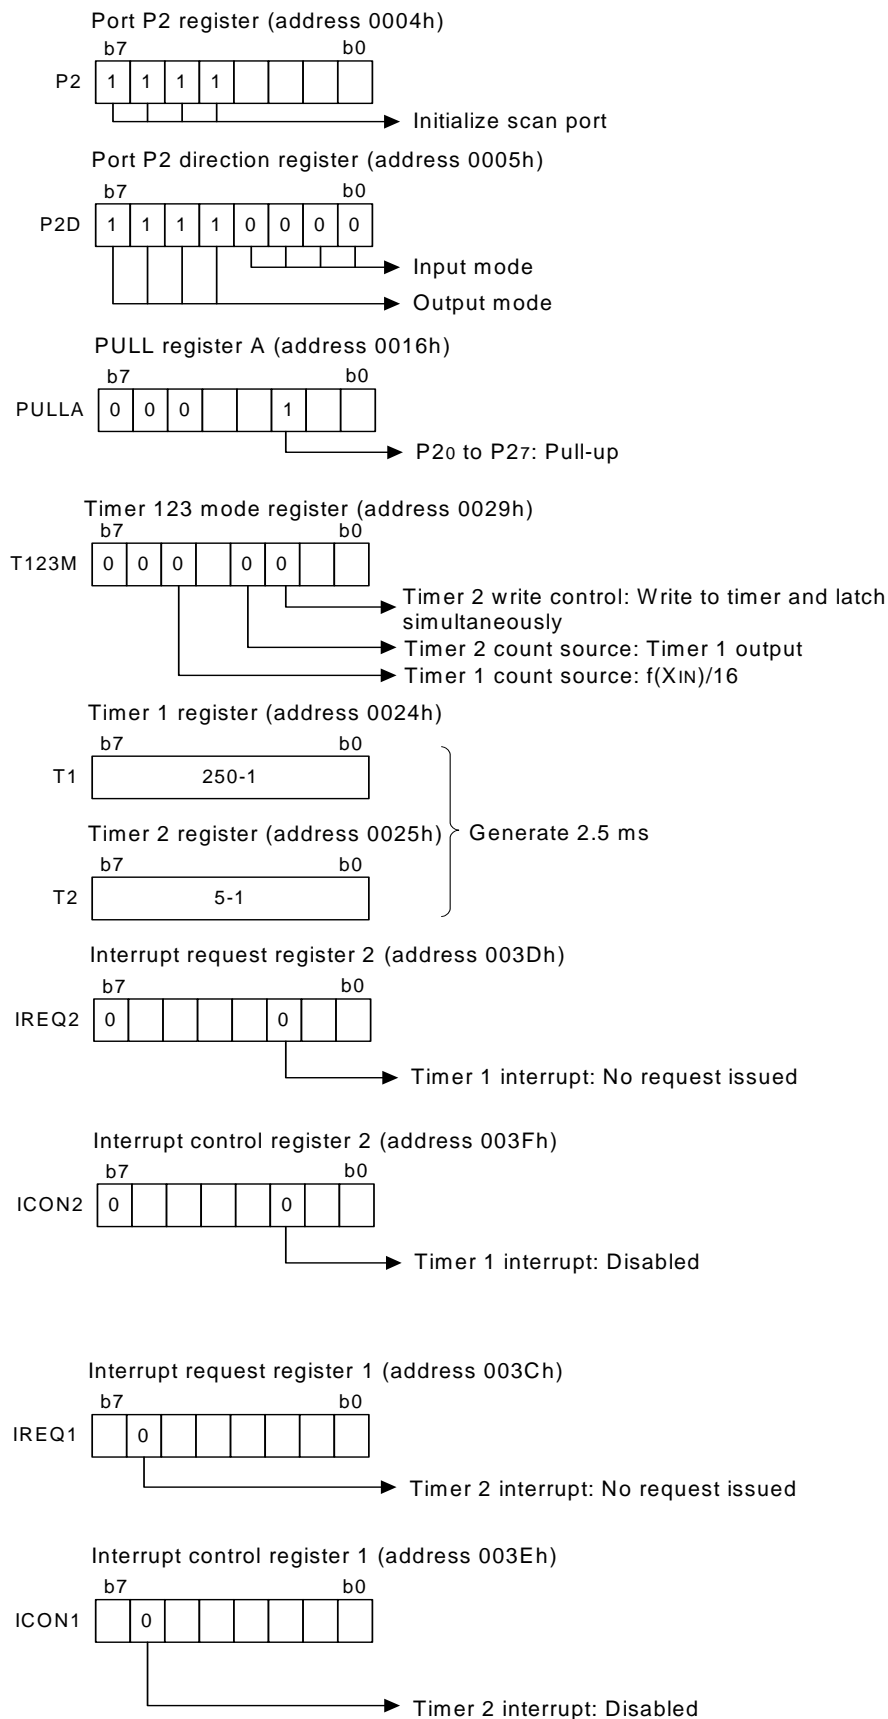 Port P2 register (address 0004h)
b7 b0
P2 1 1 1 1
Initialize scan port
Port P2 direction register (address 0005h)
b7 b0
P2D 1 1 1 1 0 0 0 0
Input mode
Output mode
PULL register A (address 0016h)
b7 b0
PULLA 0 0 0 1
P20 to P27: Pull-up
Timer 123 mode register (address 0029h)
b7 b0
T123M 0 0 0 0 0
Timer 2 write control: Write to timer and latch
simultaneously
Timer 2 count source: Timer 1 output
Timer 1 count source: f(XIN)/16
Timer 1 register (address 0024h)
b7 b0
T1 250-1
Timer 2 register (address 0025h)
Generate 2.5 ms
b7 b0
T2 5-1
Interrupt request register 2 (address 003Dh)
b7 b0
IREQ2 0 0
Timer 1 interrupt: No request issued
Interrupt control register 2 (address 003Fh)
b7 b0
ICON2 0 0
Timer 1 interrupt: Disabled
Interrupt request register 1 (address 003Ch)
b7 b0
IREQ1 0
Timer 2 interrupt: No request issued
Interrupt control register 1 (address 003Eh)
b7 b0
ICON1 0
Timer 2 interrupt: Disabled